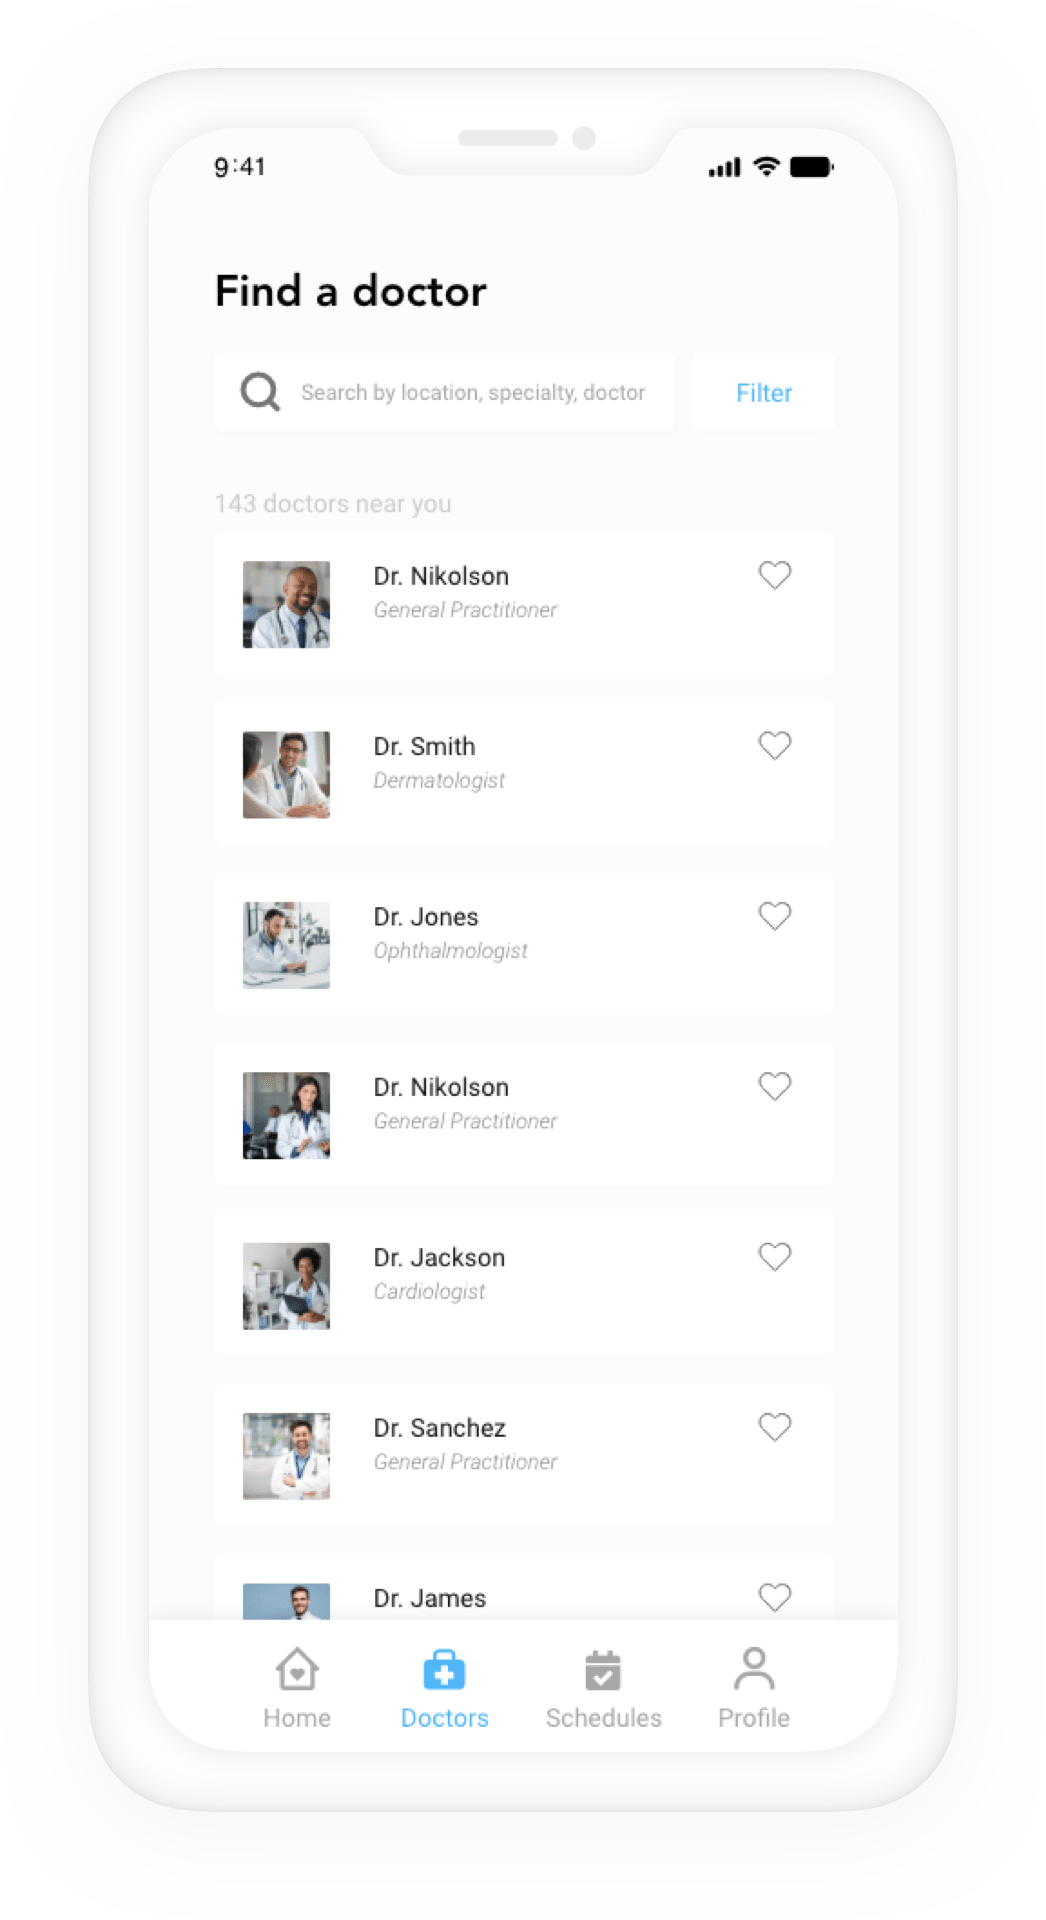 9:41
Find a doctor
Search by location, specialty, doctor
Filter
143 doctors near you
Dr. Nikolson
General Practitioner
Dr. Smith
Dermatologist
Dr. Jones
Ophthalmologist
Dr. Nikolson
General Practitioner
Dr. Jackson
Cardiologist
Dr. Sanchez
General Practitioner
Dr. James
Home
Doctors
Schedules
Profile